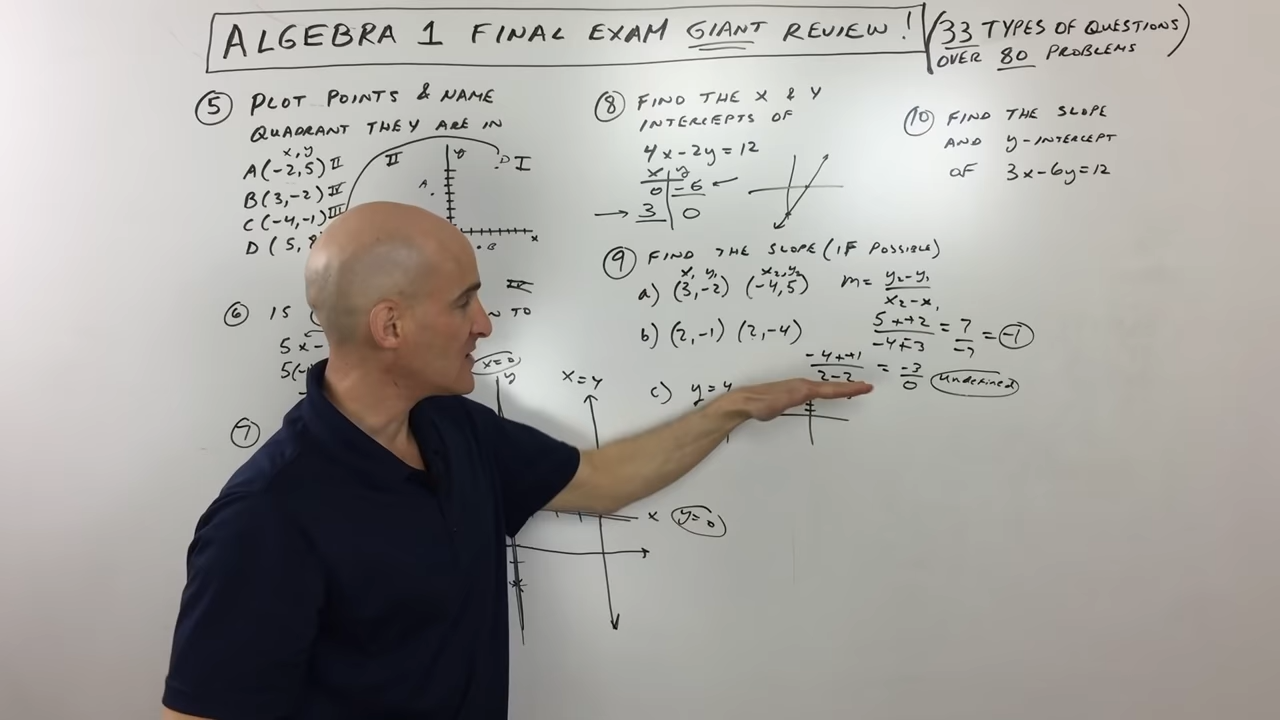 ALGEBRA 1 FINAL EXAM GIANT REVIEW!
(33 TYPES OF QUESTIONS)
OVER 80 PROBLEMS
5 PLOT POINTS & NAME
QUADRANT THEY ARE IN
x, y
A(-2,5) II
B(3,-2) IV
C(-4,-1) III
D(5,8
II
I
y
D
A
B
x
IV
6 IS
N TO
5x-
5(-
7
x=0
y
x=4
x
y=0
8 FIND THE X & Y
INTERCEPTS OF
4x-2y=12
x y
0 -6
3 0
9 FIND THE SLOPE (IF POSSIBLE)
x, y₁ x₂,y₂
a) (3,-2) (-4,5)
m= y₂-y₁
x₂-x₁
5++2
-4+-3
= 7
-7
= -1
b) (2,-1) (2,-4)
-4++1
2-2
= -3
0
undefined
c) y=4
10 FIND THE SLOPE
AND y-INTERCEPT
OF 3x-6y=12